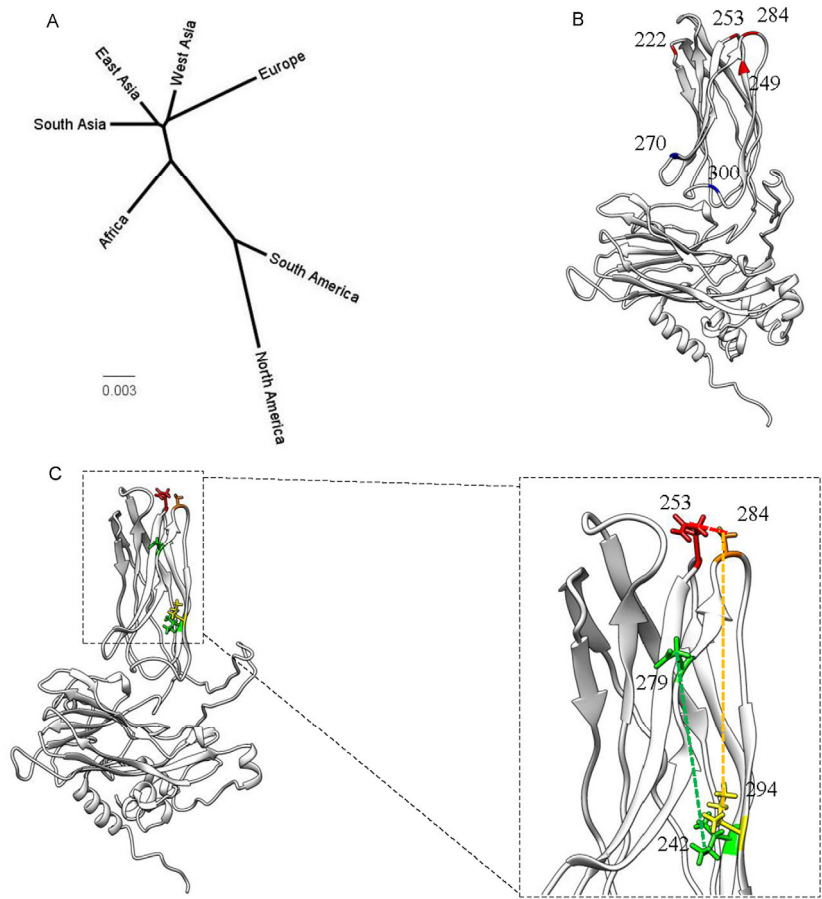 A
West Asia
East Asia
Europe
South Asia
Africa
South America
North America
0.003
B
253
284
222
249
270
300
C
253
284
279
294
242